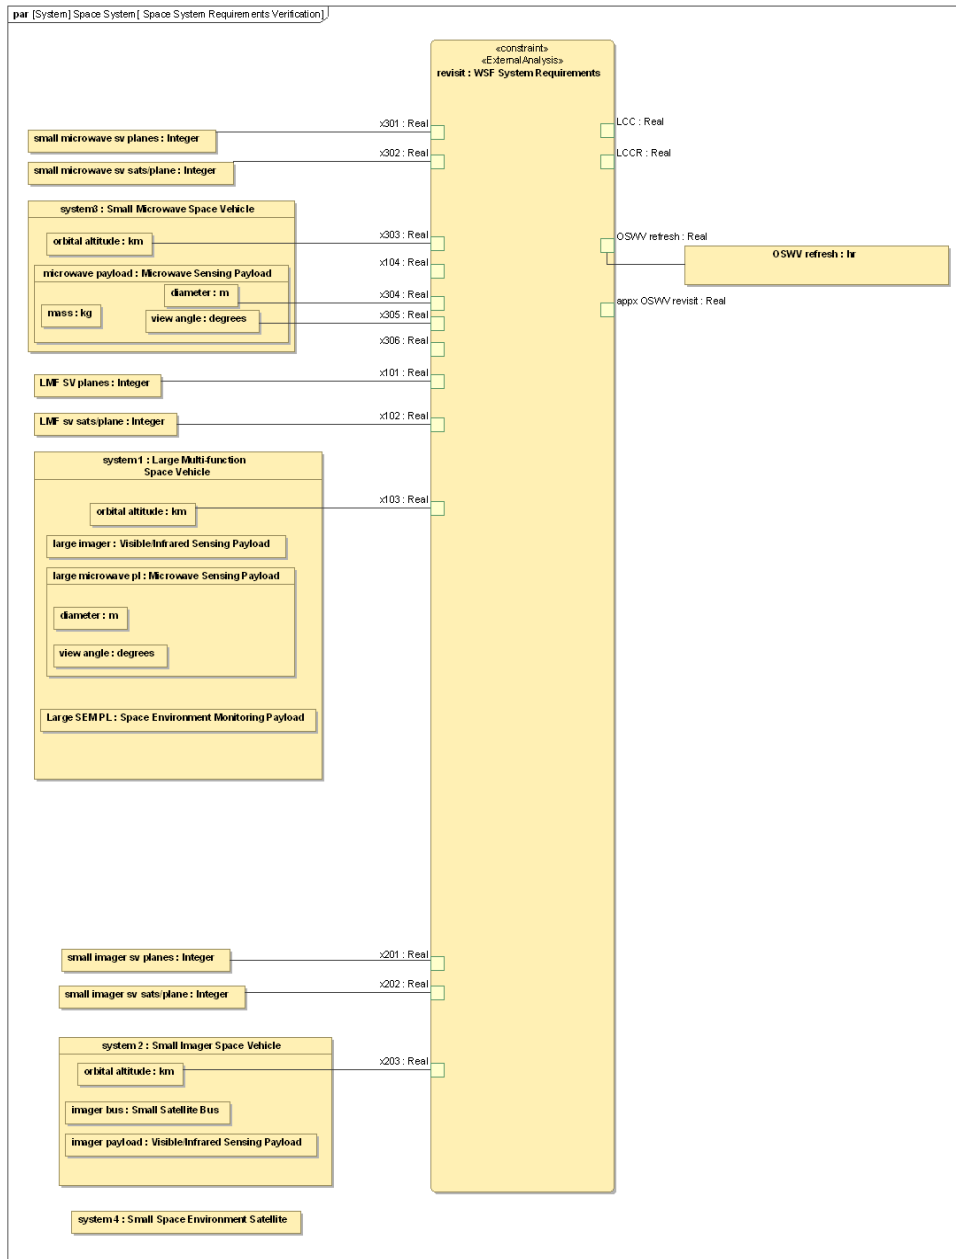 par [System] Space System[ Space System Requirements Verification]
«constraint»
«ExternalAnalysis»
revisit : WSF System Requirements
x301 : Real
LCC : Real
small microwave sv planes : Integer
x302 : Real
LCCR : Real
small microwave sv sats/plane : Integer
system3 : Small Microwave Space Vehicle
orbital altitude : km
x303 : Real
OSWV refresh : Real
OSWV refresh : hr
x104 : Real
microwave payload : Microwave Sensing Payload
diameter : m
x304 : Real
appx OSWV revisit : Real
mass : kg
view angle : degrees
x305 : Real
x306 : Real
x101 : Real
LMF SV planes : Integer
x102 : Real
LMF sv sats/plane : Integer
system1 : Large Multi-function
Space Vehicle
x103 : Real
orbital altitude : km
large imager : Visible/Infrared Sensing Payload
large microwave pl : Microwave Sensing Payload
diameter : m
view angle : degrees
Large SEM PL : Space Environment Monitoring Payload
x201 : Real
small imager sv planes : Integer
x202 : Real
small imager sv sats/plane : Integer
system2 : Small Imager Space Vehicle
x203 : Real
orbital altitude : km
imager bus : Small Satellite Bus
imager payload : Visible/Infrared Sensing Payload
system4 : Small Space Environment Satellite